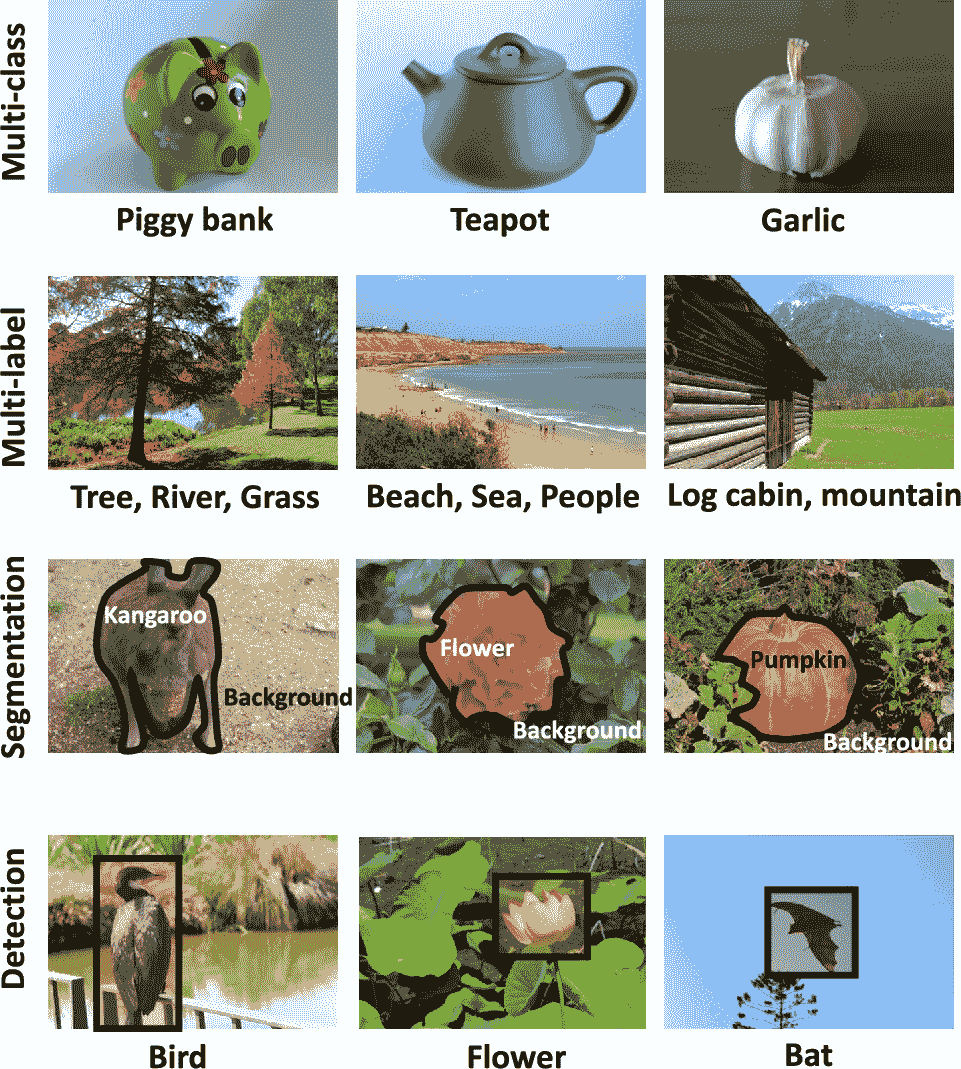 Multi-class
Piggy bank
Teapot
Garlic
Multi-label
Tree, River, Grass
Beach, Sea, People
Log cabin, mountain
Segmentation
Kangaroo
Background
Flower
Background
Pumpkin
Background
Detection
Bird
Flower
Bat